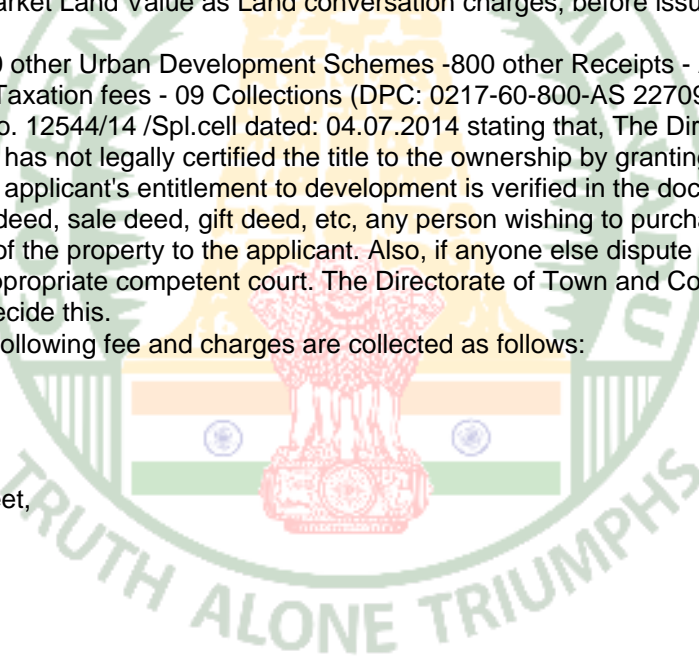 arket Land Value as Land conversation charges, before issu
0 other Urban Development Schemes -800 other Receipts -
Taxation fees - 09 Collections (DPC: 0217-60-800-AS 22709
o. 12544/14 /Spl.cell dated: 04.07.2014 stating that, The Dir
has not legally certified the title to the ownership by granting
applicant's entitlement to development is verified in the doc
deed, sale deed, gift deed, etc, any person wishing to purcha
of the property to the applicant. Also, if anyone else dispute
ppropriate competent court. The Directorate of Town and Co
ecide this.
ollowing fee and charges are collected as follows:
eet,
TRUTH ALONE TRIUMPHS